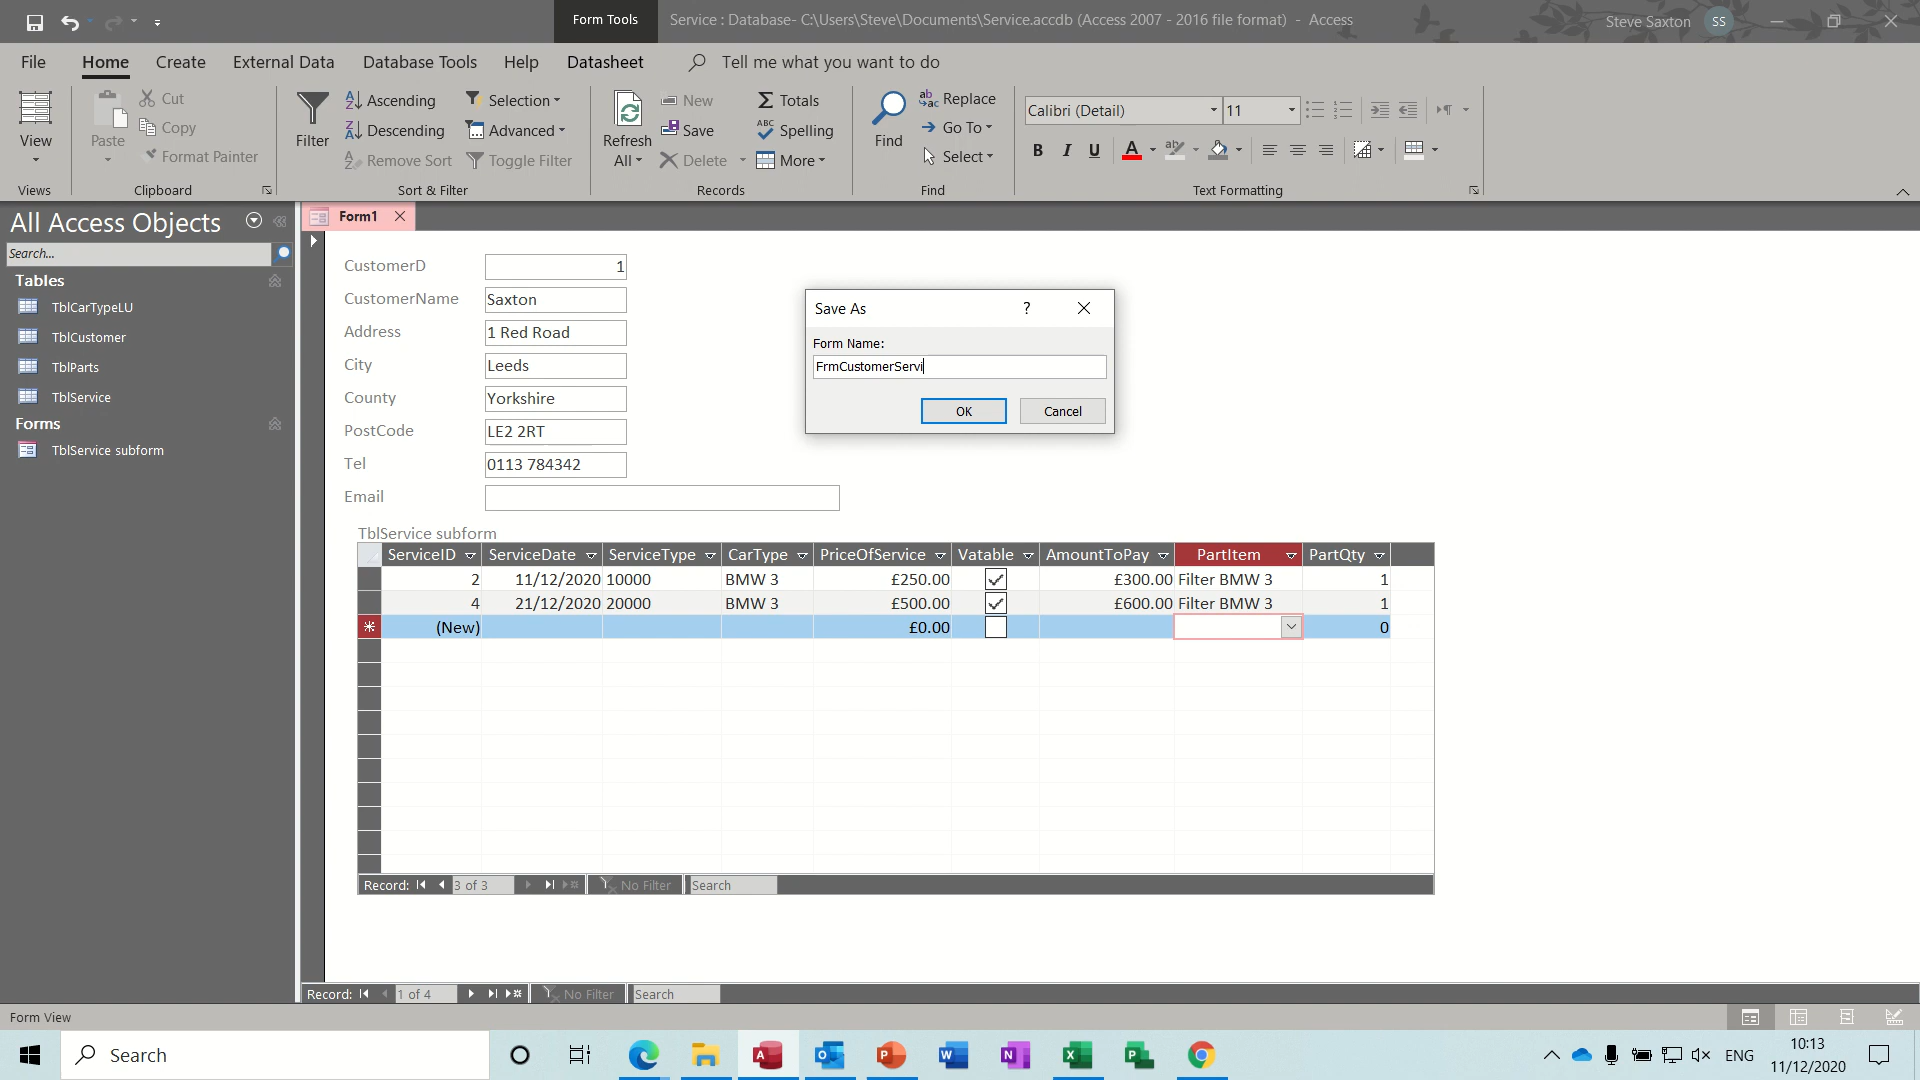 Form Tools
Service : Database- C:\Users\Steve\Documents\Service.accdb (Access 2007 - 2016 file format) - Access
Steve Saxton SS
File Home Create External Data Database Tools Help Datasheet Tell me what you want to do
View
Views
Paste
Cut
Copy
Format Painter
Clipboard
Filter
Ascending
Descending
Remove Sort
Selection
Advanced
Toggle Filter
Sort & Filter
Refresh
All
New
Save
Delete
Totals
Spelling
More
Records
Find
Replace
Go To
Select
Find
Calibri (Detail) 11
B I U A
Text Formatting
All Access Objects
Search...
Tables
TblCarTypeLU
TblCustomer
TblParts
TblService
Forms
TblService subform
Form1
CustomerD 1
CustomerName Saxton
Address 1 Red Road
City Leeds
County Yorkshire
PostCode LE2 2RT
Tel 0113 784342
Email
Save As ?
Form Name:
FrmCustomerServi
OK Cancel
TblService subform
ServiceID ServiceDate ServiceType CarType PriceOfService Vatable AmountToPay PartItem PartQty
2 11/12/2020 10000 BMW 3 £250.00 £300.00 Filter BMW 3 1
4 21/12/2020 20000 BMW 3 £500.00 £600.00 Filter BMW 3 1
(New) £0.00 0
Record: 3 of 3 No Filter Search
Record: 1 of 4 No Filter Search
Form View
Search
ENG
10:13
11/12/2020